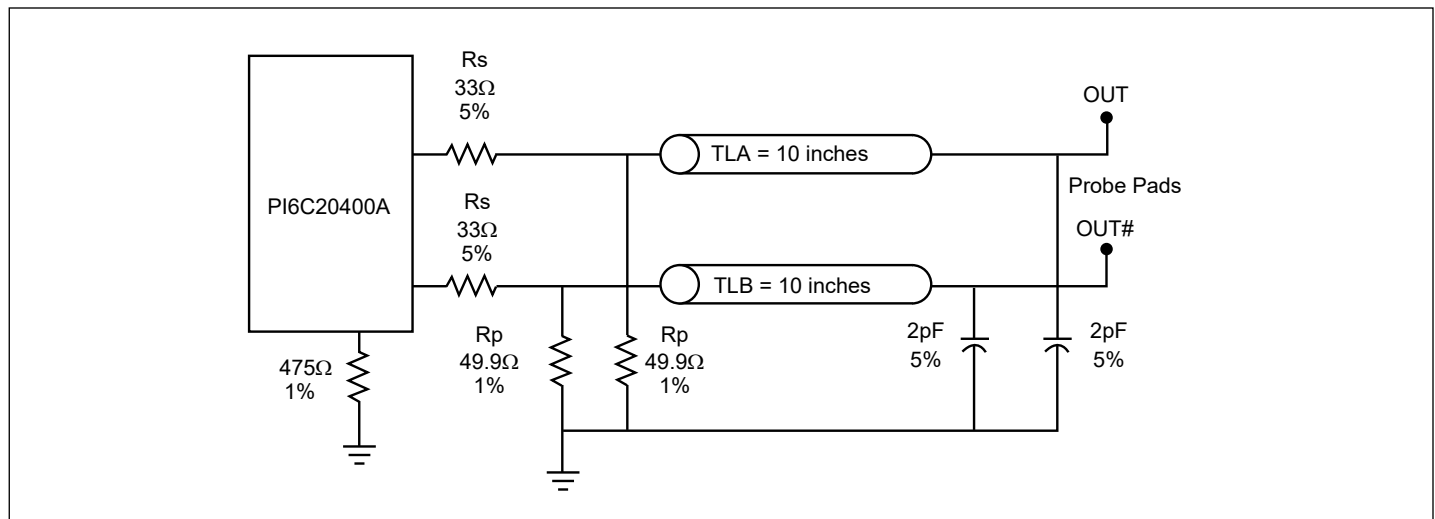 Rs
33Ω
5%
OUT
TLA = 10 inches
Probe Pads
PI6C20400A
Rs
33Ω
5%
OUT#
TLB = 10 inches
Rp
49.9Ω
1%
Rp
49.9Ω
1%
2pF
5%
2pF
5%
475Ω
1%